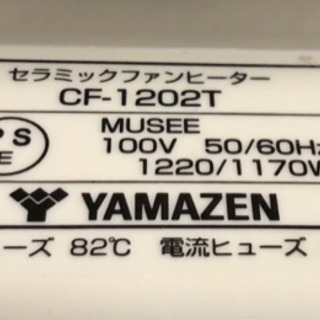 セラミックファンヒーター
CF-1202T
PS
E
MUSEE
100V 50/60Hz
1220/1170W
YAMAZEN
ーズ 82℃ 電流ヒューズ